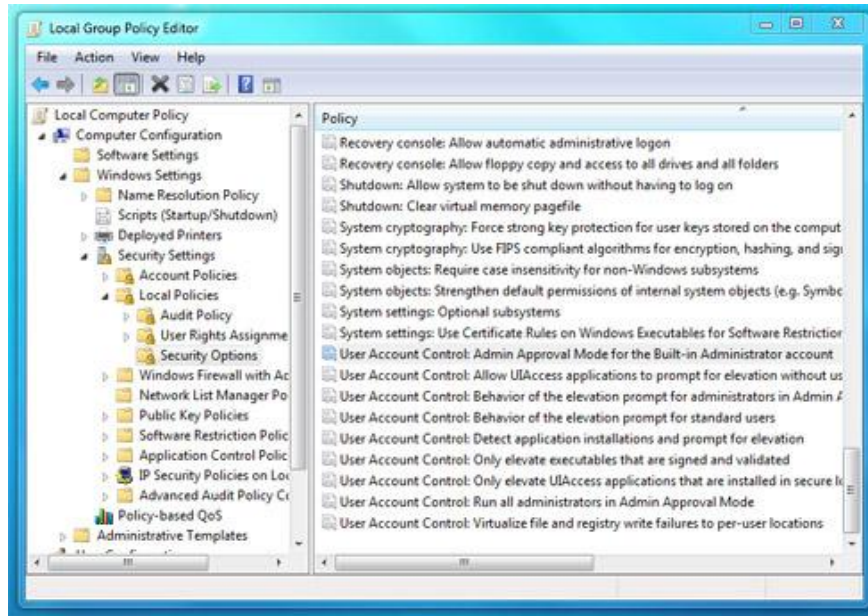 Local Group Policy Editor
File Action View Help
Local Computer Policy
Computer Configuration
Software Settings
Windows Settings
Name Resolution Policy
Scripts (Startup/Shutdown)
Deployed Printers
Security Settings
Account Policies
Local Policies
Audit Policy
User Rights Assignme
Security Options
Windows Firewall with Ac
Network List Manager Po
Public Key Policies
Software Restriction Polic
Application Control Polic
IP Security Policies on Loc
Advanced Audit Policy Co
Policy-based QoS
Administrative Templates
Policy
Recovery console: Allow automatic administrative logon
Recovery console: Allow floppy copy and access to all drives and all folders
Shutdown: Allow system to be shut down without having to log on
Shutdown: Clear virtual memory pagefile
System cryptography: Force strong key protection for user keys stored on the comput
System cryptography: Use FIPS compliant algorithms for encryption, hashing, and sig
System objects: Require case insensitivity for non-Windows subsystems
System objects: Strengthen default permissions of internal system objects (e.g. Symbo
System settings: Optional subsystems
System settings: Use Certificate Rules on Windows Executables for Software Restriction
User Account Control: Admin Approval Mode for the Built-in Administrator account
User Account Control: Allow UIAccess applications to prompt for elevation without us
User Account Control: Behavior of the elevation prompt for administrators in Admin A
User Account Control: Behavior of the elevation prompt for standard users
User Account Control: Detect application installations and prompt for elevation
User Account Control: Only elevate executables that are signed and validated
User Account Control: Only elevate UIAccess applications that are installed in secure lo
User Account Control: Run all administrators in Admin Approval Mode
User Account Control: Virtualize file and registry write failures to per-user locations